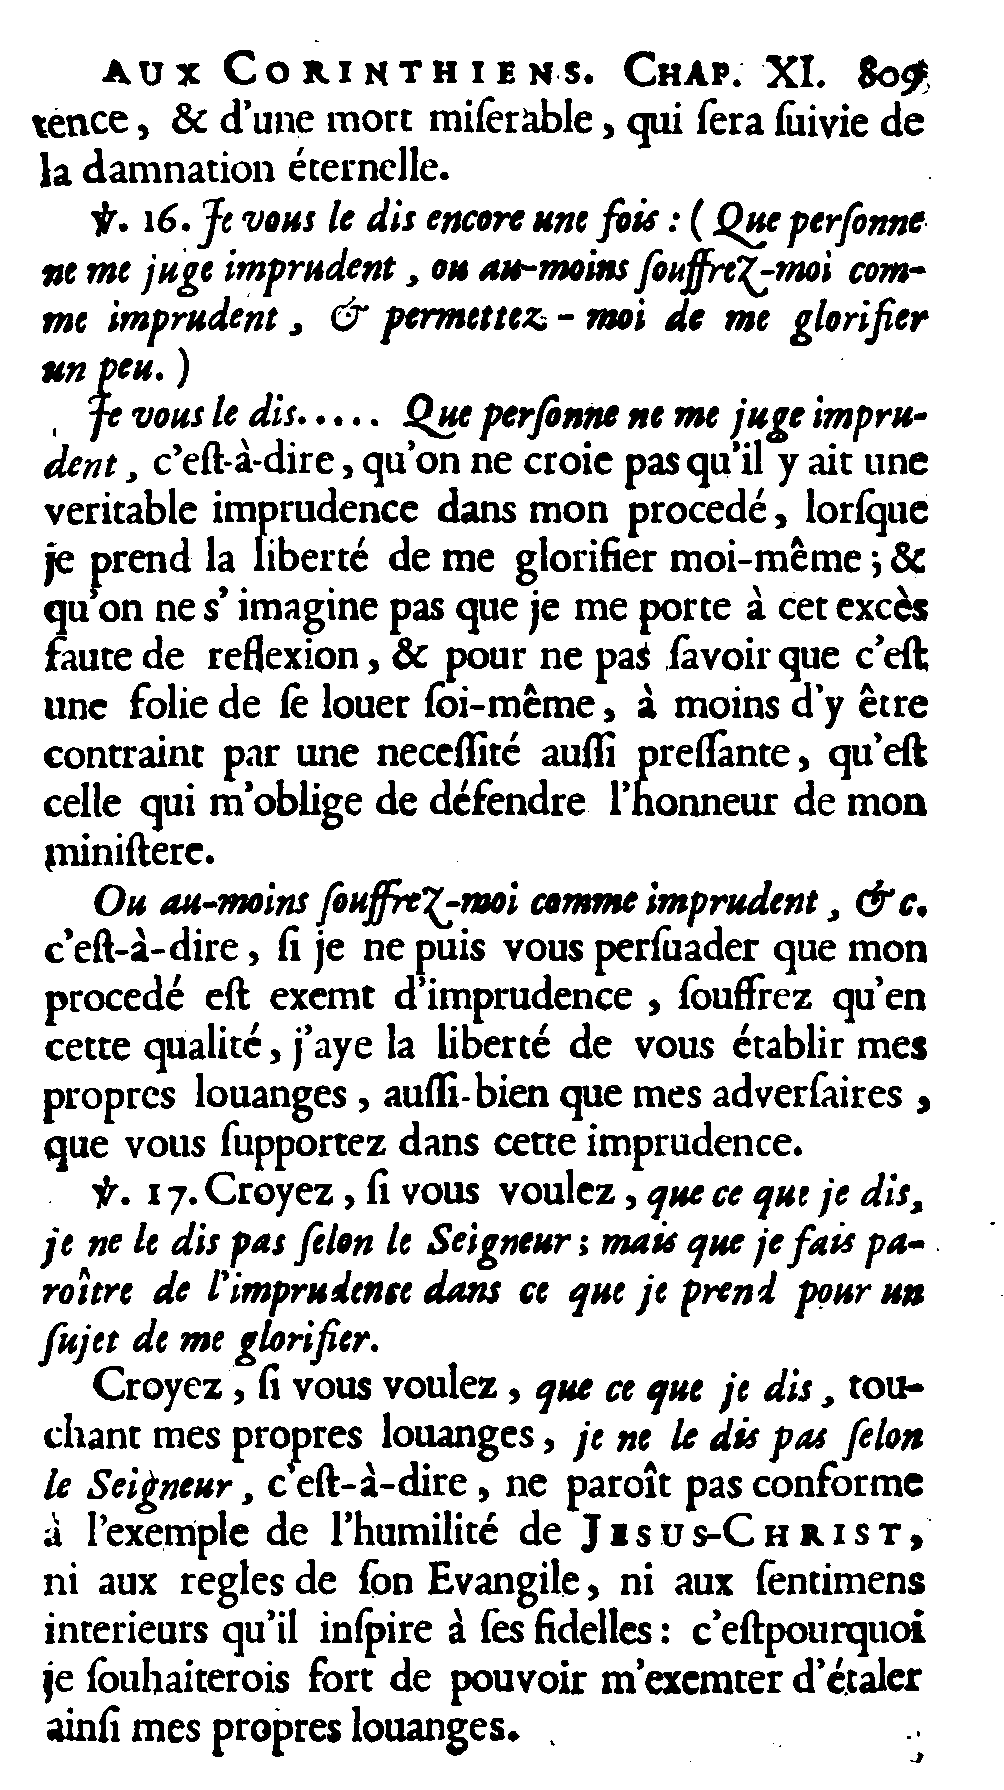 AUX CORINTHIENS. CHAP. XI. 809
tence, & d'une mort miſerable, qui ſera ſuivie de
la damnation éternelle.
℣. 16. Je vous le dis encore une fois : ( Que perſonne
ne me juge imprudent, ou au-moins ſouffrez-moi com-
me imprudent, & permettez-moi de me glorifier
un peu. )
Je vous le dis..... Que perſonne ne me juge impru-
dent, c'eſt-à-dire, qu'on ne croie pas qu'il y ait une
veritable imprudence dans mon procedé, lorſque
je prend la liberté de me glorifier moi-même ; &
qu'on ne s'imagine pas que je me porte à cet excès
faute de reflexion, & pour ne pas ſavoir que c'eſt
une folie de ſe louer ſoi-même, à moins d'y être
contraint par une neceſſité auſſi preſſante, qu'eſt
celle qui m'oblige de défendre l'honneur de mon
miniſtere.
Ou au-moins ſouffrez-moi comme imprudent, &c.
c'eſt-à-dire, ſi je ne puis vous perſuader que mon
procedé eſt exemt d'imprudence, ſouffrez qu'en
cette qualité, j'aye la liberté de vous établir mes
propres louanges, auſſi-bien que mes adverſaires,
que vous ſupportez dans cette imprudence.
℣. 17. Croyez, ſi vous voulez, que ce que je dis,
je ne le dis pas ſelon le Seigneur ; mais que je fais pa-
roître de l'imprudence dans ce que je prend pour un
ſujet de me glorifier.
Croyez, ſi vous voulez, que ce que je dis, tou-
chant mes propres louanges, je ne le dis pas ſelon
le Seigneur, c'eſt-à-dire, ne paroît pas conforme
à l'exemple de l'humilité de JESUS-CHRIST,
ni aux regles de ſon Evangile, ni aux ſentimens
interieurs qu'il inſpire à ſes fidelles : c'eſtpourquoi
je ſouhaiterois fort de pouvoir m'exemter d'étaler
ainſi mes propres louanges.